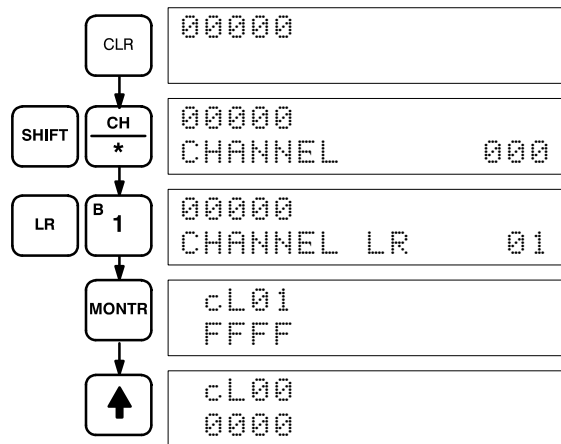 CLR
00000
SHIFT CH *
00000
CHANNEL 000
LR B 1
00000
CHANNEL LR 01
MONTR
cL01
FFFF
cL00
0000